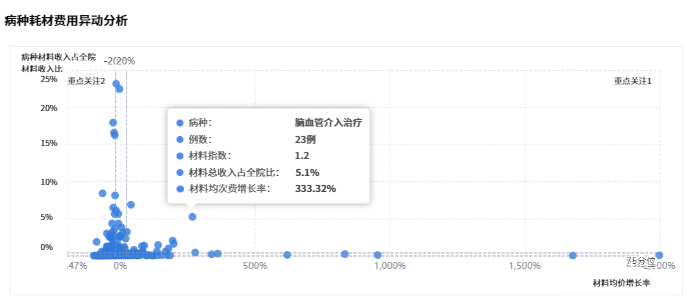 病种耗材费用异动分析
病种材料收入占全院
材料收入比
-20%20%
25%
重点关注2
重点关注1
20%
病种: 脑血管介入治疗
例数: 23例
15%
材料指数: 1.2
材料总收入占全院比: 5.1%
10%
材料均次费增长率: 333.32%
5%
0%
75分位
.47%
0%
500%
1,000%
1,500%
材料均价增长率